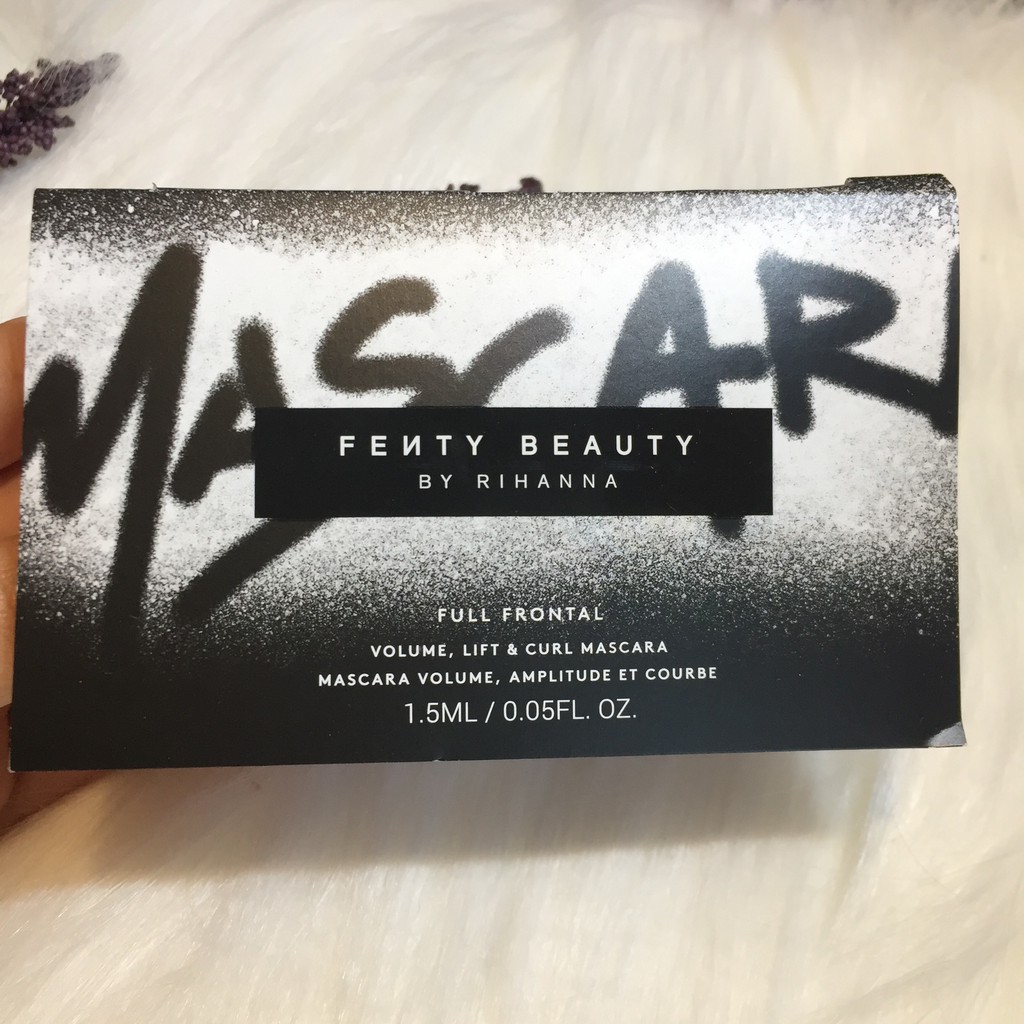 MASCAR
FEИTY BEAUTY
BY RIHANNA
FULL FRONTAL
VOLUME, LIFT & CURL MASCARA
MASCARA VOLUME, AMPLITUDE ET COURBE
1.5ML / 0.05FL. OZ.